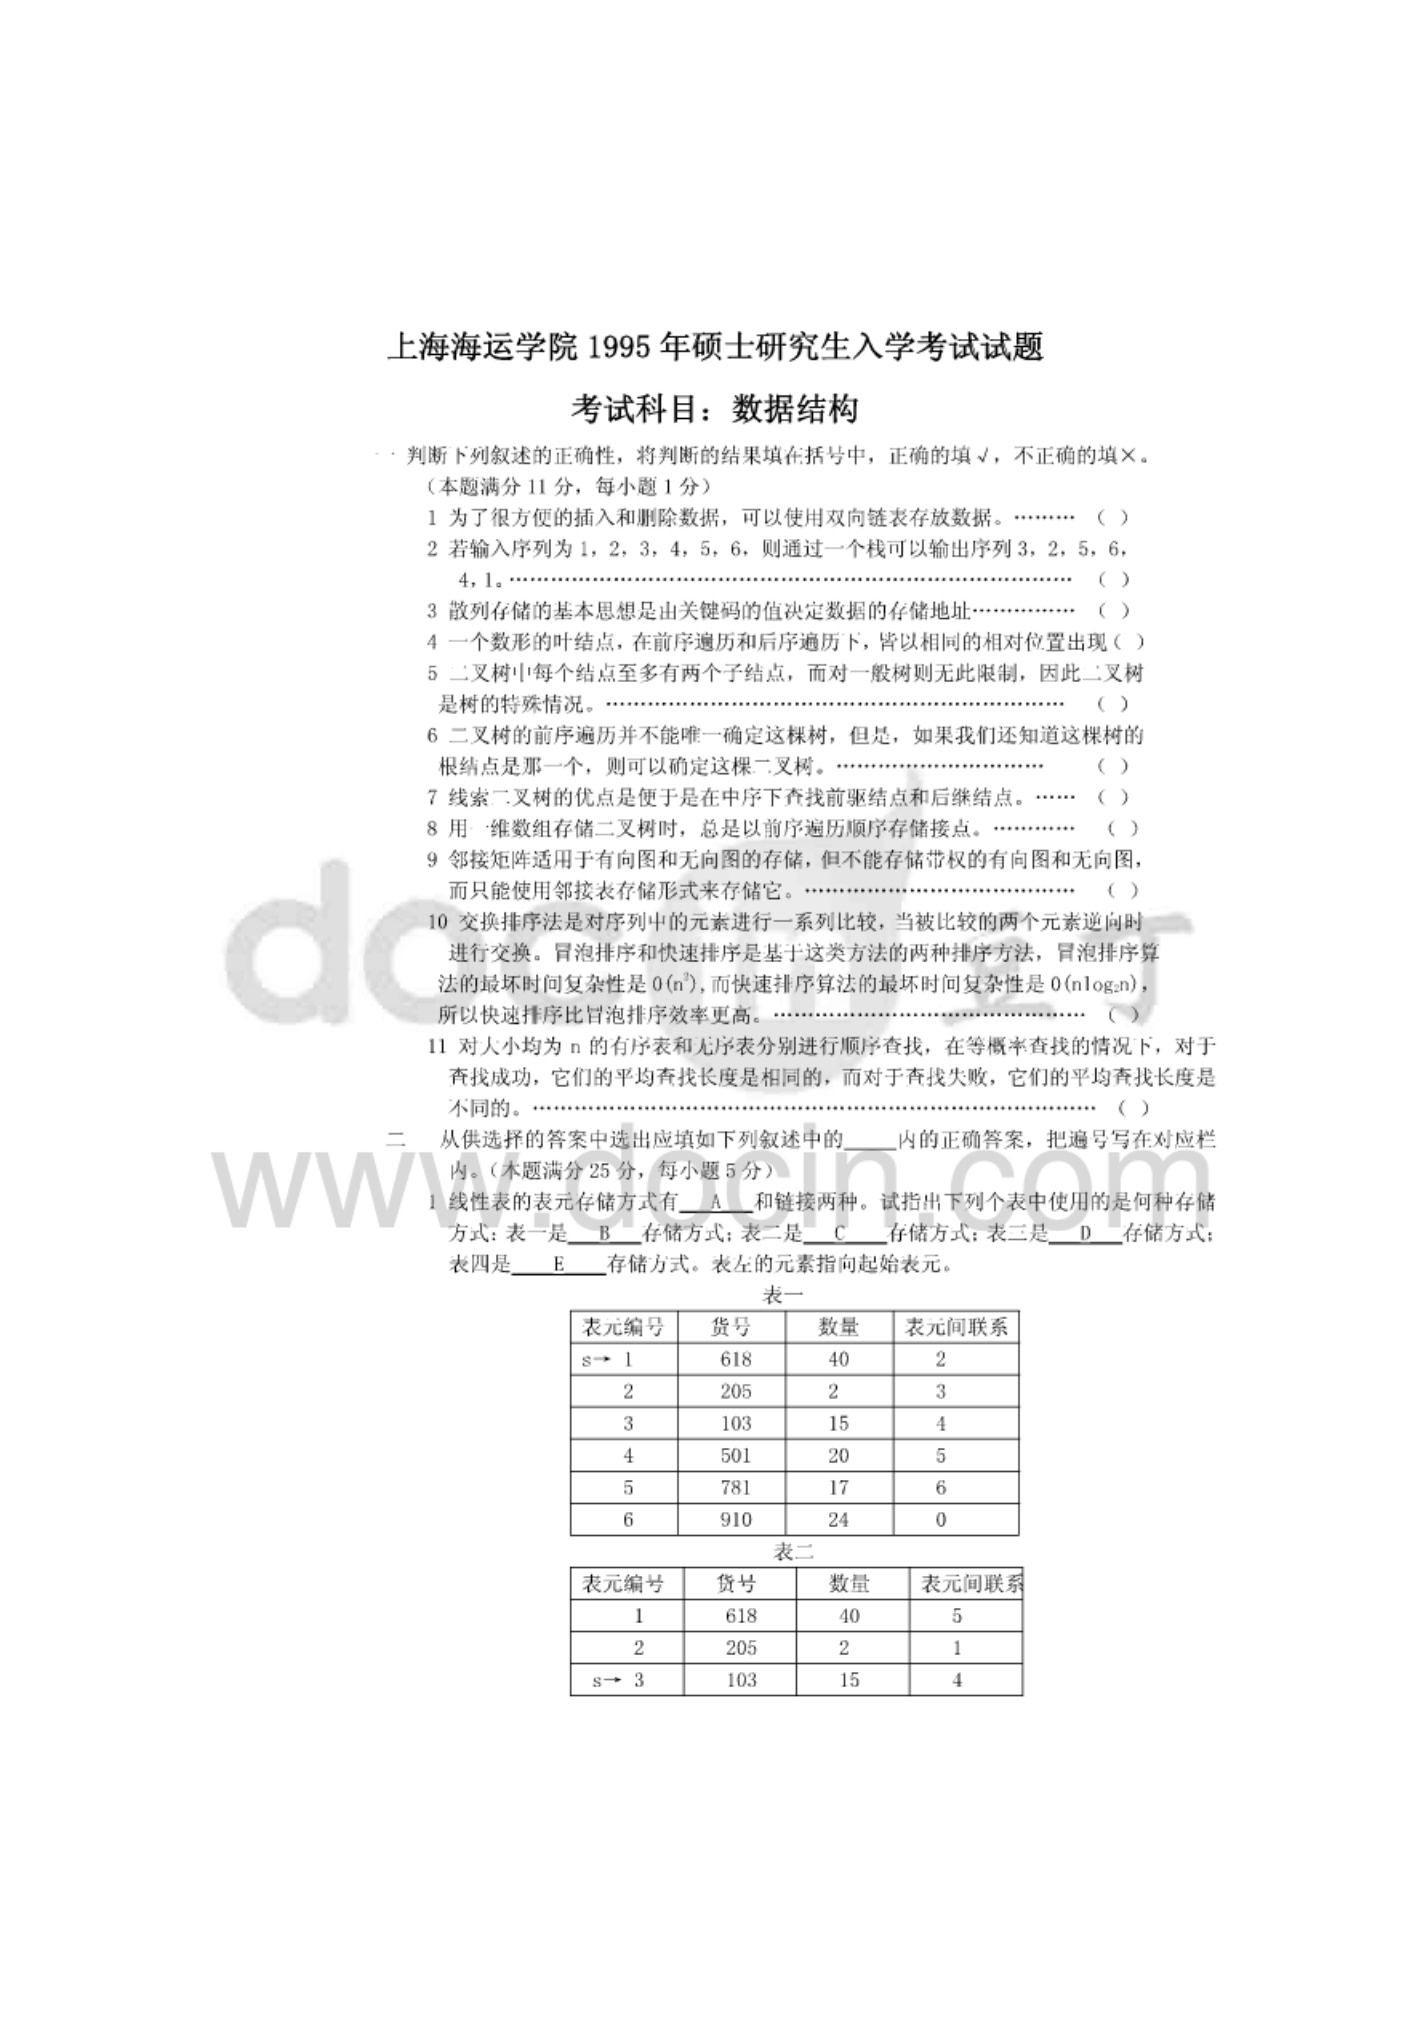 上海海运学院 1995 年硕士研究生入学考试试题
考试科目：数据结构
一 判断下列叙述的正确性，将判断的结果填在括号中，正确的填√，不正确的填×。
（本题满分 11 分，每小题 1 分）
1 为了很方便的插入和删除数据，可以使用双向链表存放数据。……… （ ）
2 若输入序列为 1，2，3，4，5，6，则通过一个栈可以输出序列 3，2，5，6，
4，1。……………………………………………………………………… （ ）
3 散列存储的基本思想是由关键码的值决定数据的存储地址…………… （ ）
4 一个数形的叶结点，在前序遍历和后序遍历下，皆以相同的相对位置出现（ ）
5 二叉树中每个结点至多有两个子结点，而对一般树则无此限制，因此二叉树
是树的特殊情况。………………………………………………………… （ ）
6 二叉树的前序遍历并不能唯一确定这棵树，但是，如果我们还知道这棵树的
根结点是那一个，则可以确定这棵二叉树。………………………… （ ）
7 线索二叉树的优点是便于是在中序下查找前驱结点和后继结点。…… （ ）
8 用一维数组存储二叉树时，总是以前序遍历顺序存储接点。………… （ ）
9 邻接矩阵适用于有向图和无向图的存储，但不能存储带权的有向图和无向图，
而只能使用邻接表存储形式来存储它。………………………………… （ ）
10 交换排序法是对序列中的元素进行一系列比较，当被比较的两个元素逆向时
进行交换。冒泡排序和快速排序是基于这类方法的两种排序方法，冒泡排序算
法的最坏时间复杂性是 O(n²)，而快速排序算法的最坏时间复杂性是 O(nlog₂n)，
所以快速排序比冒泡排序效率更高。……………………………………… （ ）
11 对大小均为 n 的有序表和无序表分别进行顺序查找，在等概率查找的情况下，对于
查找成功，它们的平均查找长度是相同的，而对于查找失败，它们的平均查找长度是
不同的。……………………………………………………………………… （ ）
二 从供选择的答案中选出应填如下列叙述中的_____内的正确答案，把遍号写在对应栏
内。（本题满分 25 分，每小题 5 分）
1 线性表的表元存储方式有___A___和链接两种。试指出下列个表中使用的是何种存储
方式：表一是___B___存储方式；表二是___C____存储方式；表三是___D___存储方式；
表四是____E____存储方式。表左的元素指向起始表元。
表一
表元编号 货号 数量 表元间联系
s→ 1 618 40 2
2 205 2 3
3 103 15 4
4 501 20 5
5 781 17 6
6 910 24 0
表二
表元编号 货号 数量 表元间联系
1 618 40 5
2 205 2 1
s→ 3 103 15 4
docin 豆丁
www.docin.com